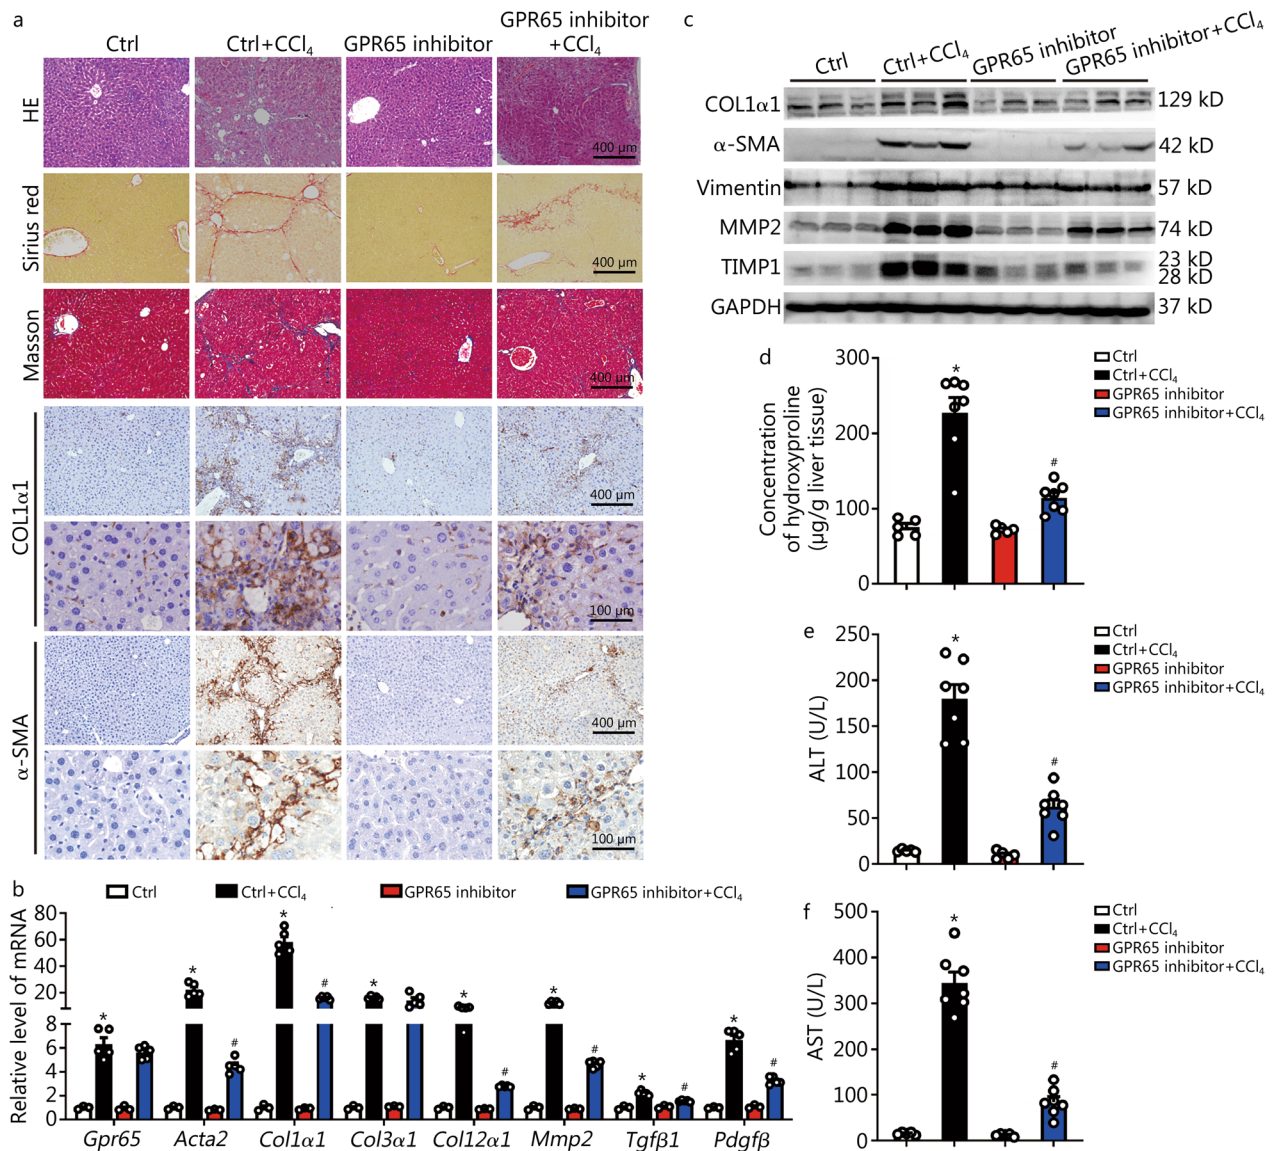 a
Ctrl
Ctrl+CCl₄
GPR65 inhibitor
GPR65 inhibitor
+CCl₄
HE
400 μm
Sirius red
400 μm
Masson
400 μm
COL1α1
400 μm
100 μm
α-SMA
400 μm
100 μm
b
Ctrl
Ctrl+CCl₄
GPR65 inhibitor
GPR65 inhibitor+CCl₄
Relative level of mRNA
80
60
40
20
8
6
4
2
0
*
*
#
*
#
*
*
#
*
#
*
#
*
#
Gpr65
Acta2
Col1α1
Col3α1
Col12α1
Mmp2
Tgfβ1
Pdgfβ
c
Ctrl
Ctrl+CCl₄
GPR65 inhibitor
GPR65 inhibitor+CCl₄
COL1α1
129 kD
α-SMA
42 kD
Vimentin
57 kD
MMP2
74 kD
TIMP1
23 kD
28 kD
GAPDH
37 kD
d
Concentration
of hydroxyproline
(μg/g liver tissue)
300
200
100
0
*
#
Ctrl
Ctrl+CCl₄
GPR65 inhibitor
GPR65 inhibitor+CCl₄
e
ALT (U/L)
250
200
150
100
50
0
*
#
Ctrl
Ctrl+CCl₄
GPR65 inhibitor
GPR65 inhibitor+CCl₄
f
AST (U/L)
500
400
300
200
100
0
*
#
Ctrl
Ctrl+CCl₄
GPR65 inhibitor
GPR65 inhibitor+CCl₄